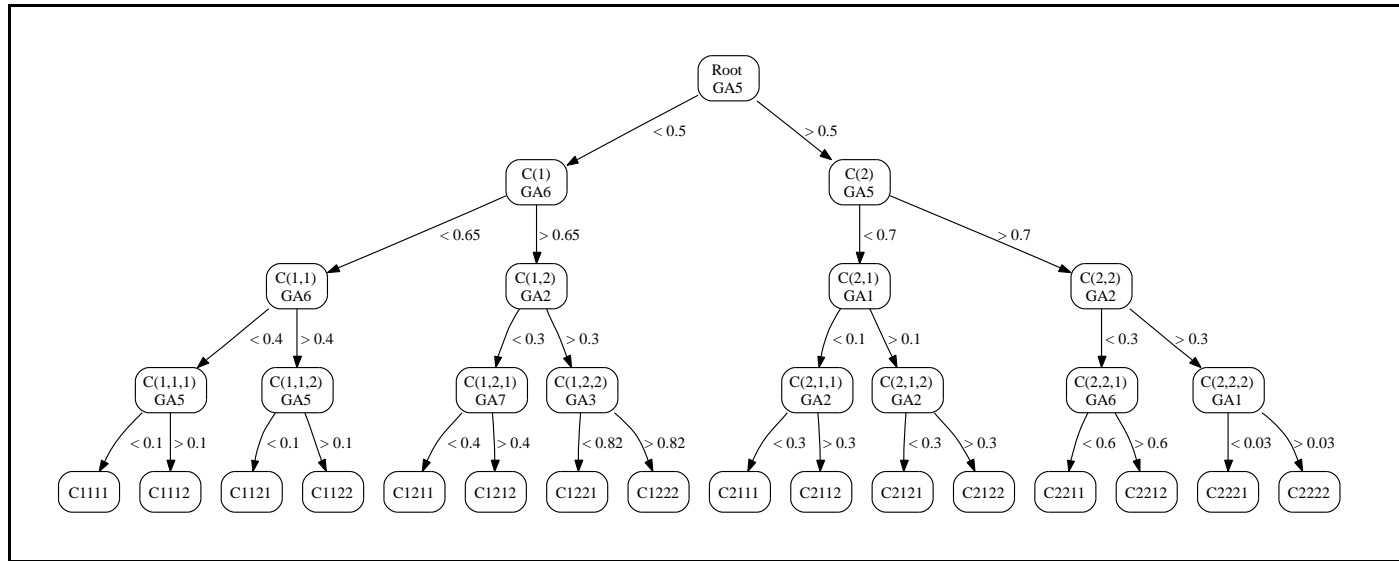 Root
GA5
< 0.5
> 0.5
C(1)
GA6
C(2)
GA5
< 0.65
> 0.65
< 0.7
> 0.7
C(1,1)
GA6
C(1,2)
GA2
C(2,1)
GA1
C(2,2)
GA2
< 0.4
> 0.4
< 0.3
> 0.3
< 0.1
> 0.1
< 0.3
> 0.3
C(1,1,1)
GA5
C(1,1,2)
GA5
C(1,2,1)
GA7
C(1,2,2)
GA3
C(2,1,1)
GA2
C(2,1,2)
GA2
C(2,2,1)
GA6
C(2,2,2)
GA1
< 0.1
> 0.1
< 0.1
> 0.1
< 0.4
> 0.4
< 0.82
> 0.82
< 0.3
> 0.3
< 0.3
> 0.3
< 0.6
> 0.6
< 0.03
> 0.03
C1111
C1112
C1121
C1122
C1211
C1212
C1221
C1222
C2111
C2112
C2121
C2122
C2211
C2212
C2221
C2222